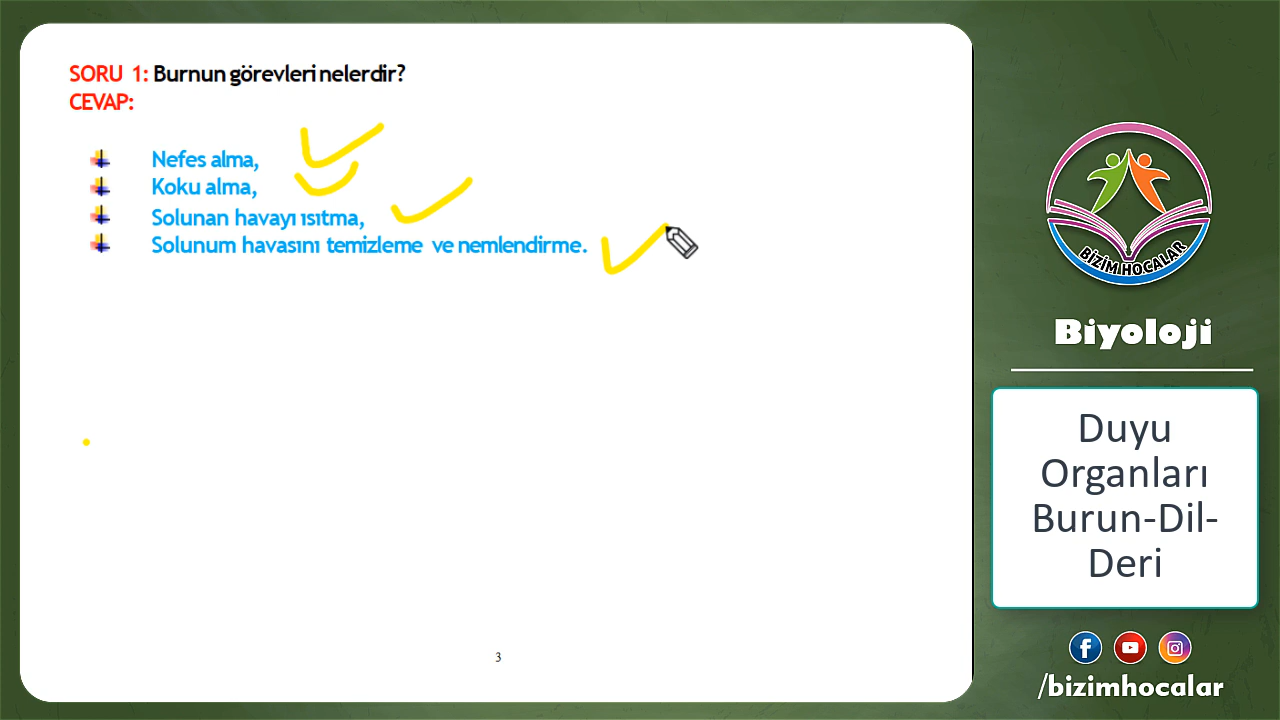 SORU 1: Burnun görevleri nelerdir?
CEVAP:
Nefes alma,
Koku alma,
Solunan havayı ısıtma,
Solunum havasını temizleme ve nemlendirme.
3
BİZİM HOCALAR
Biyoloji
Duyu
Organları
Burun-Dil-
Deri
/bizimhocalar